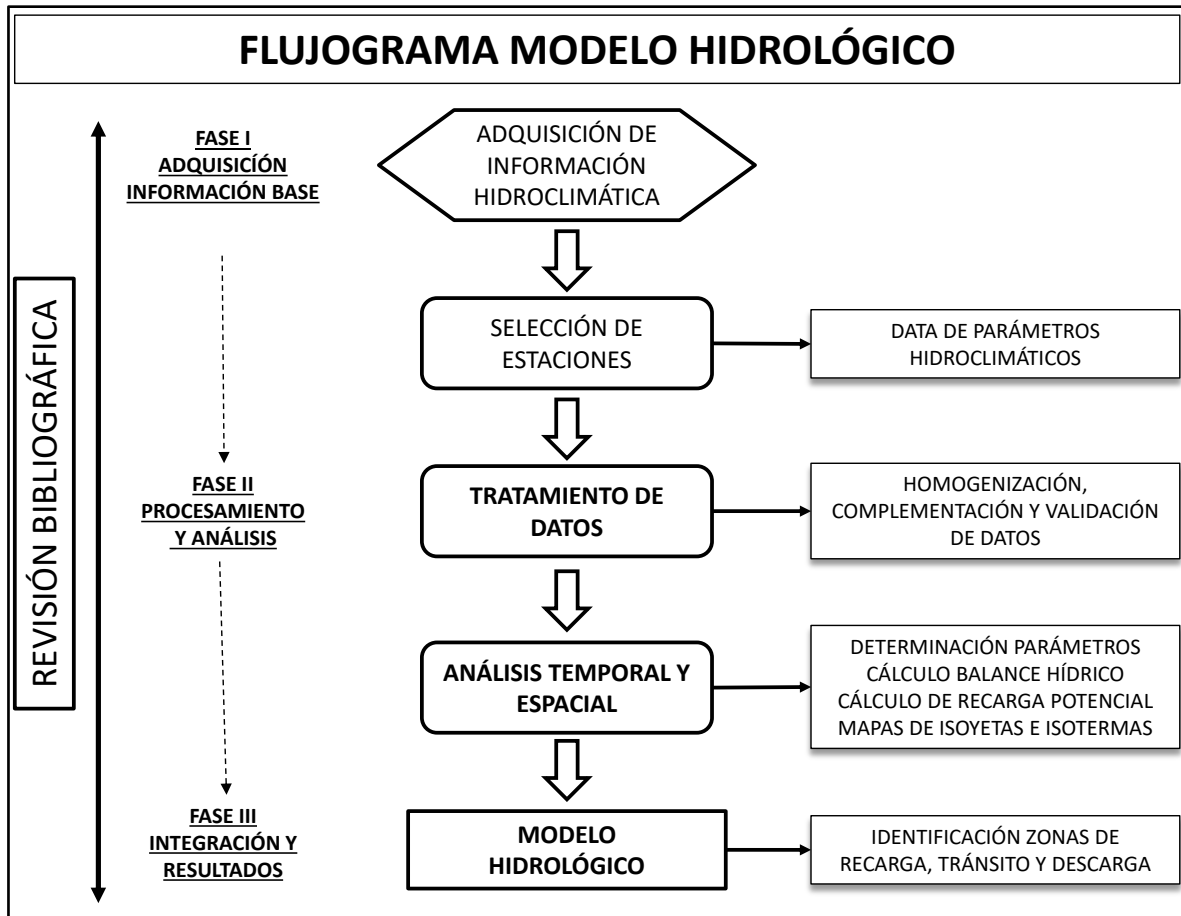 FLUJOGRAMA MODELO HIDROLÓGICO
REVISIÓN BIBLIOGRÁFICA
FASE I
ADQUISICÍÓN
INFORMACIÓN BASE
ADQUISICIÓN DE
INFORMACIÓN
HIDROCLIMÁTICA
SELECCIÓN DE
ESTACIONES
DATA DE PARÁMETROS
HIDROCLIMÁTICOS
FASE II
PROCESAMIENTO
Y ANÁLISIS
TRATAMIENTO DE
DATOS
HOMOGENIZACIÓN,
COMPLEMENTACIÓN Y VALIDACIÓN
DE DATOS
ANÁLISIS TEMPORAL Y
ESPACIAL
DETERMINACIÓN PARÁMETROS
CÁLCULO BALANCE HÍDRICO
CÁLCULO DE RECARGA POTENCIAL
MAPAS DE ISOYETAS E ISOTERMAS
FASE III
INTEGRACIÓN Y
RESULTADOS
MODELO
HIDROLÓGICO
IDENTIFICACIÓN ZONAS DE
RECARGA, TRÁNSITO Y DESCARGA